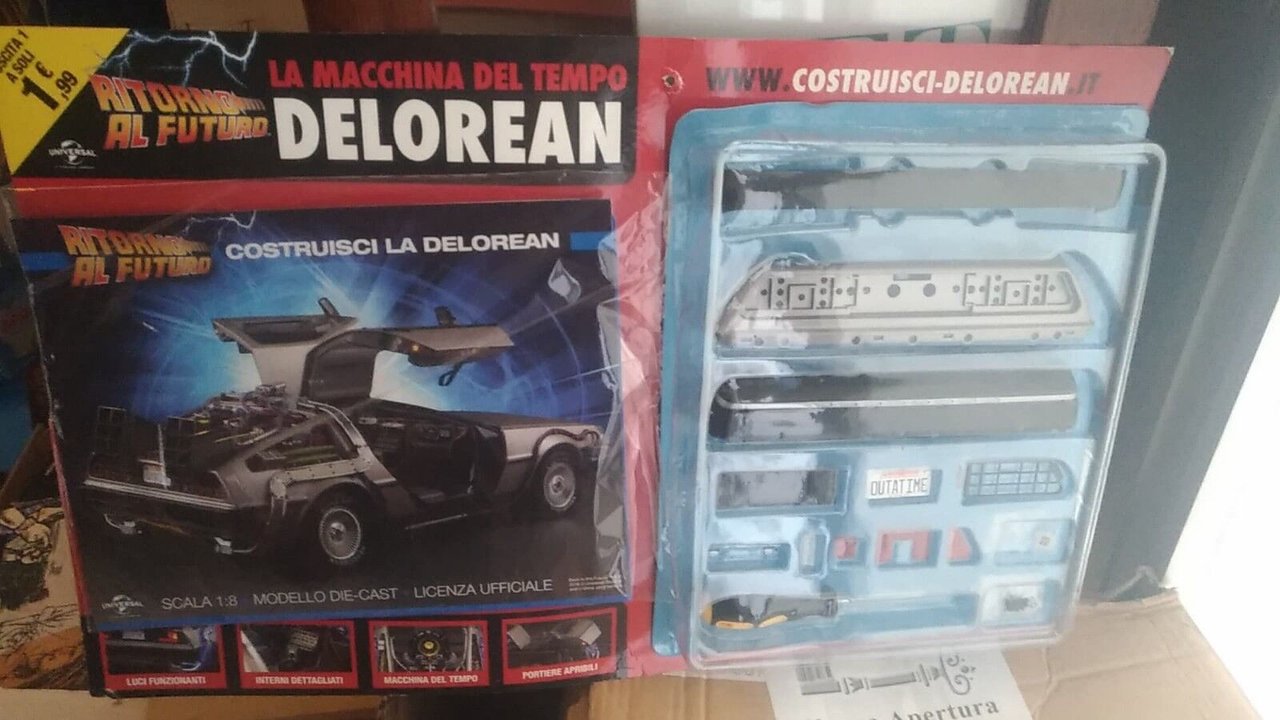 USCITA 1
A SOLI
1€,99
RITORNO
AL FUTURO
UNIVERSAL
LA MACCHINA DEL TEMPO
DELOREAN
WWW.COSTRUISCI-DELOREAN.IT
RITORNO
AL FUTURO
COSTRUISCI LA DELOREAN
OUTATIME
UNIVERSAL
SCALA 1:8 MODELLO DIE-CAST · LICENZA UFFICIALE
LUCI FUNZIONANTI
INTERNI DETTAGLIATI
MACCHINA DEL TEMPO
PORTIERE APRIBILI
Apertura